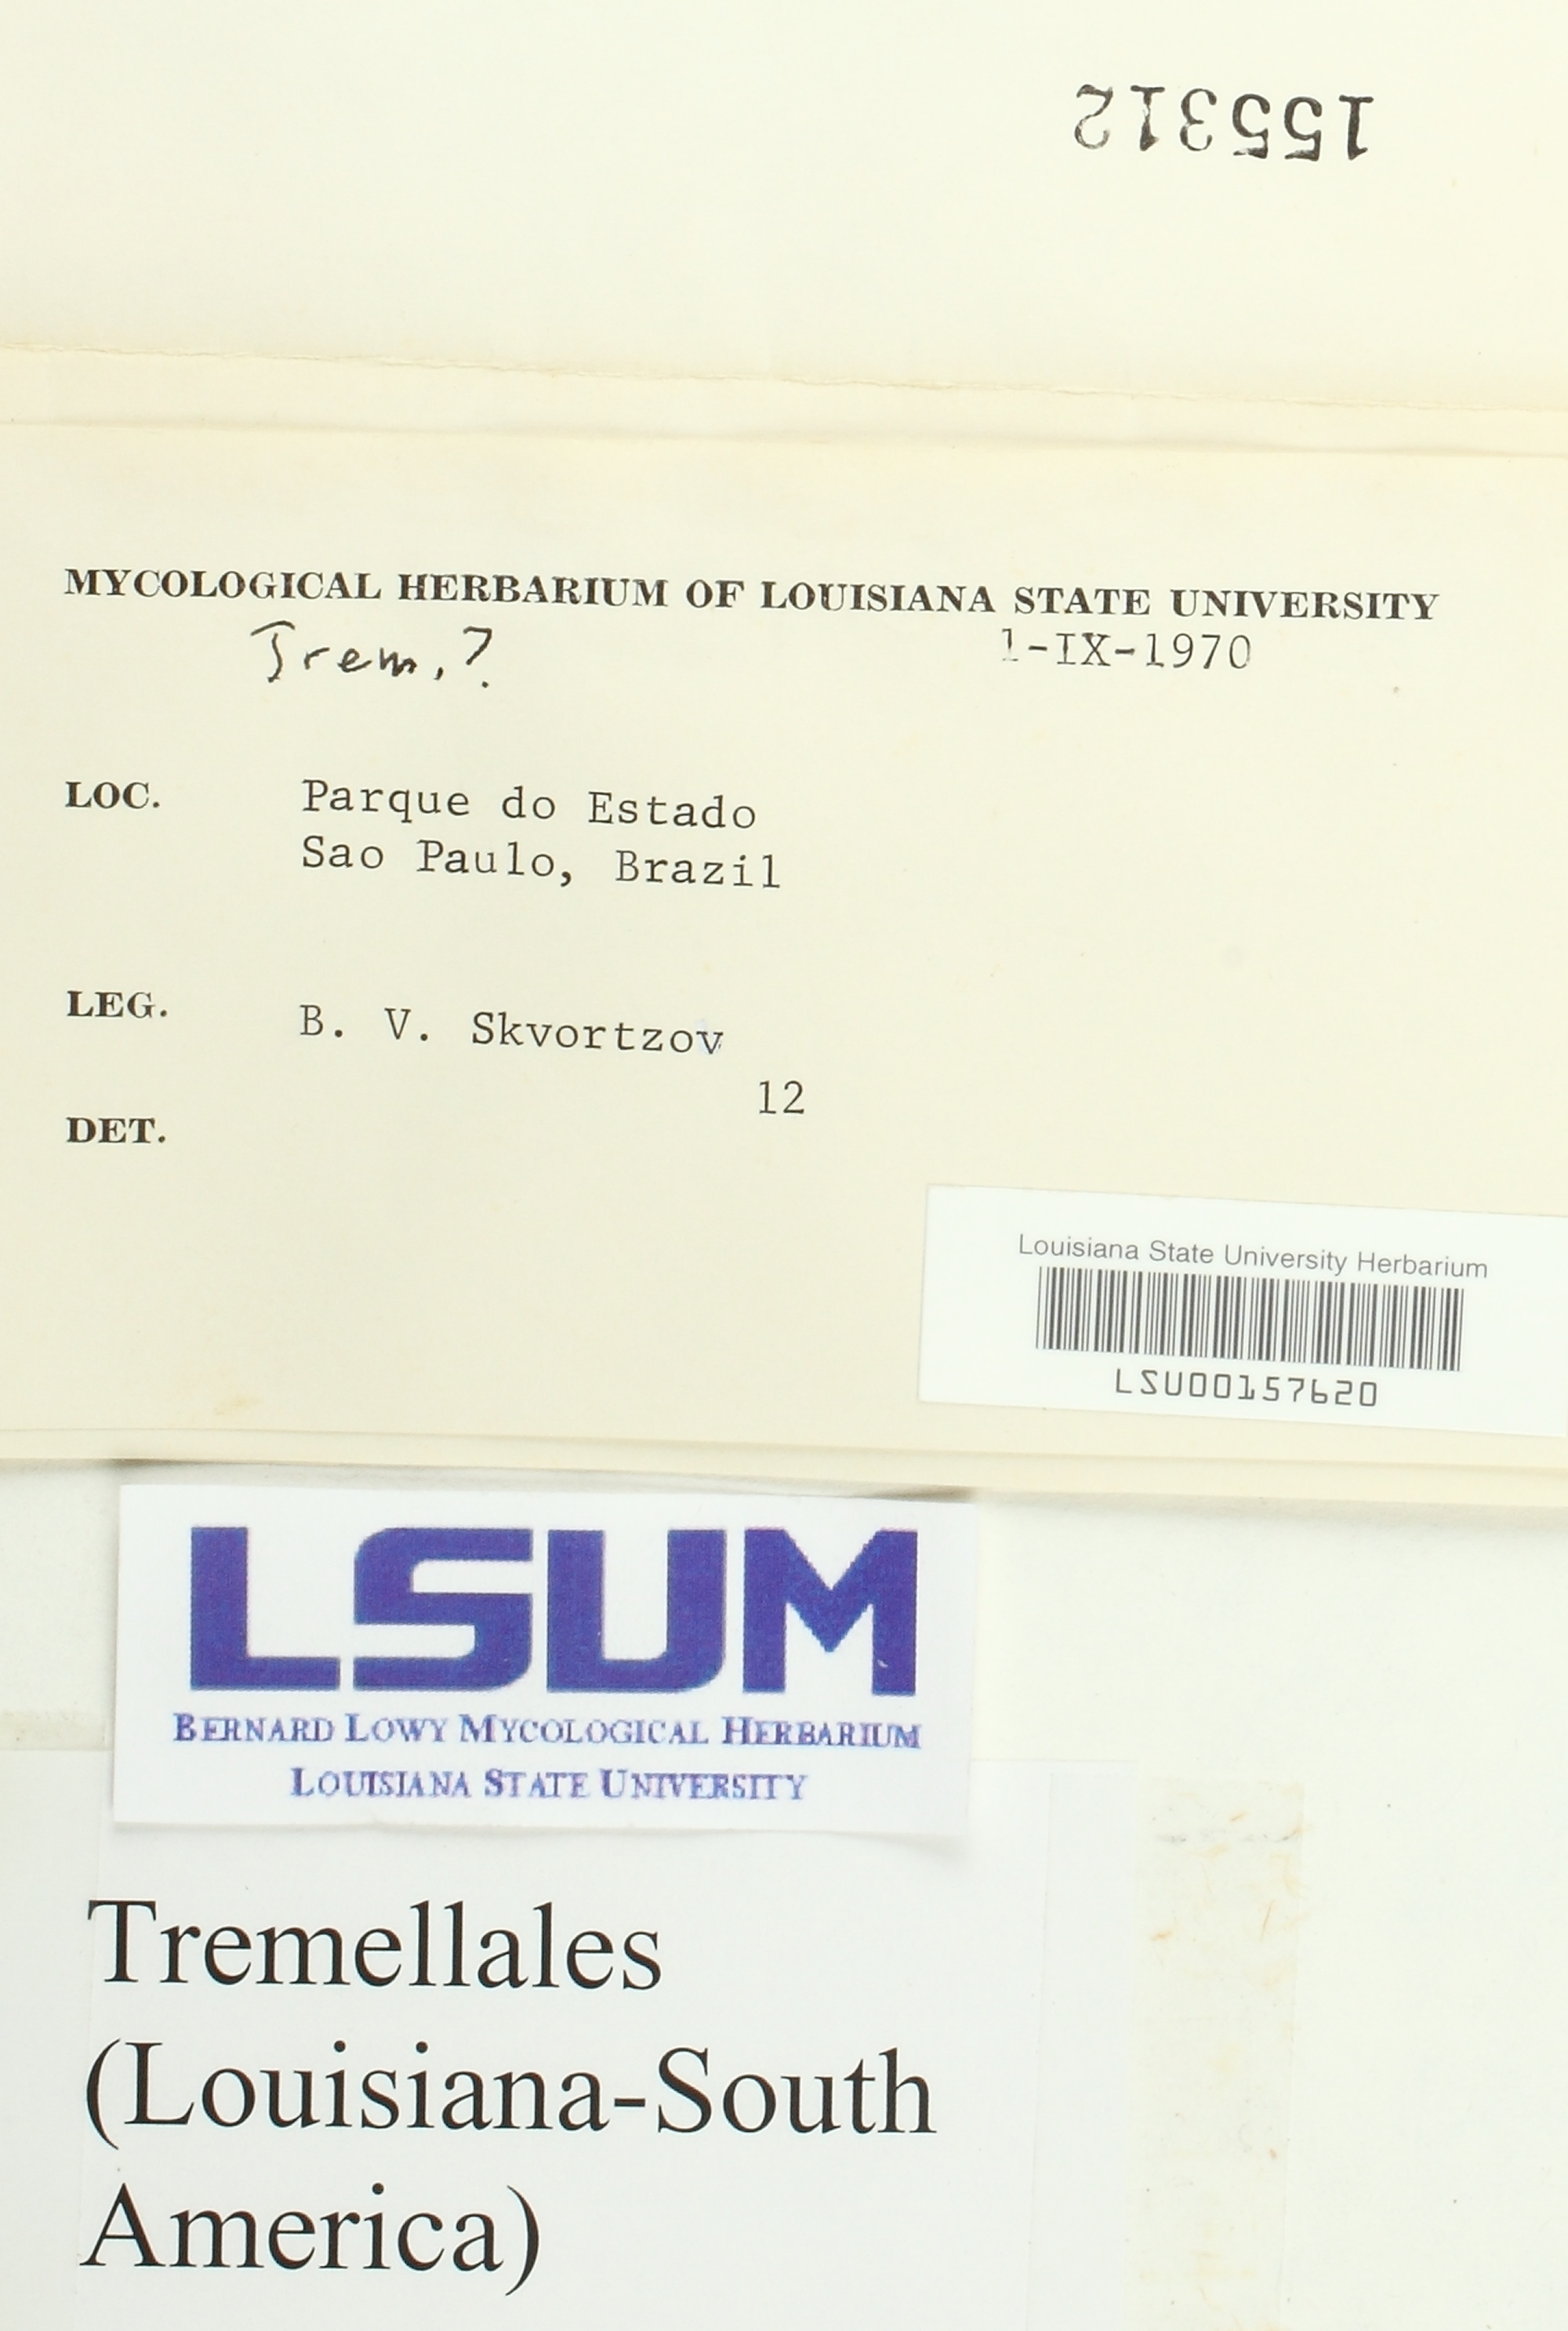 155312
MYCOLOGICAL HERBARIUM OF LOUISIANA STATE UNIVERSITY
Trem.? 1-IX-1970
LOC. Parque do Estado
Sao Paulo, Brazil
LEG. B. V. Skvortzov
12
DET.
Louisiana State University Herbarium
LSU00157620
LSUM
BERNARD LOWY MYCOLOGICAL HERBARIUM
LOUISIANA STATE UNIVERSITY
Tremellales
(Louisiana-South
America)